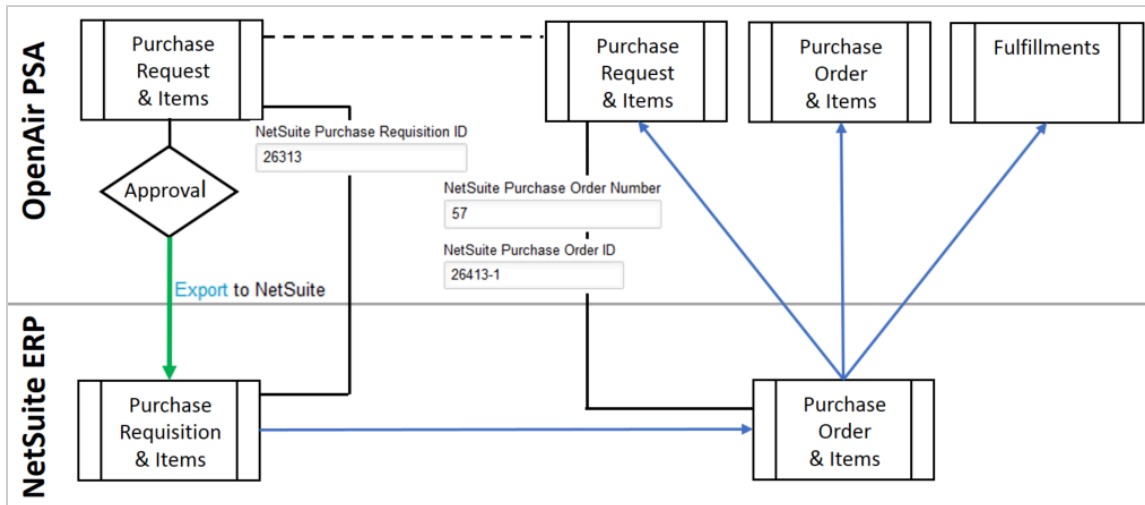 OpenAir PSA
Purchase
Request
& Items
Purchase
Request
& Items
Purchase
Order
& Items
Fulfillments
NetSuite Purchase Requisition ID
26313
Approval
NetSuite Purchase Order Number
57
NetSuite Purchase Order ID
26413-1
Export to NetSuite
NetSuite ERP
Purchase
Requisition
& Items
Purchase
Order
& Items